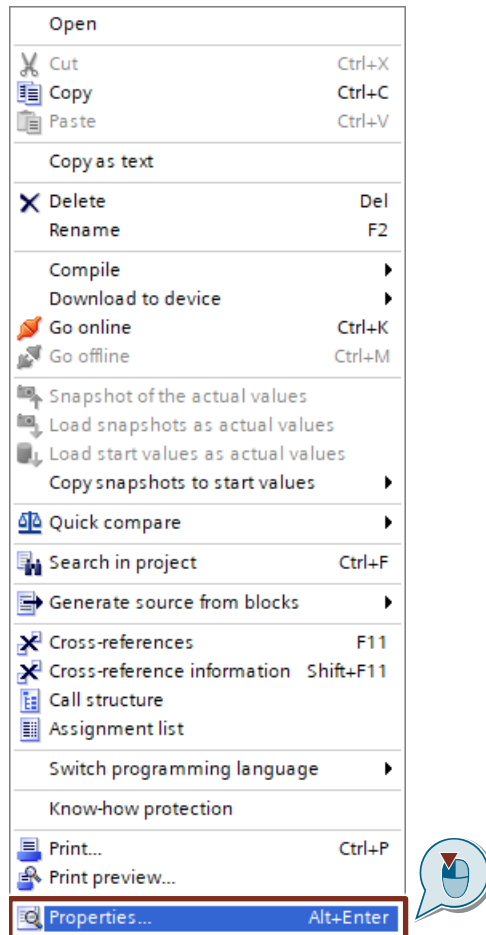 Open
Cut Ctrl+X
Copy Ctrl+C
Paste Ctrl+V
Copy as text
Delete Del
Rename F2
Compile
Download to device
Go online Ctrl+K
Go offline Ctrl+M
Snapshot of the actual values
Load snapshots as actual values
Load start values as actual values
Copy snapshots to start values
Quick compare
Search in project Ctrl+F
Generate source from blocks
Cross-references F11
Cross-reference information Shift+F11
Call structure
Assignment list
Switch programming language
Know-how protection
Print... Ctrl+P
Print preview...
Properties... Alt+Enter